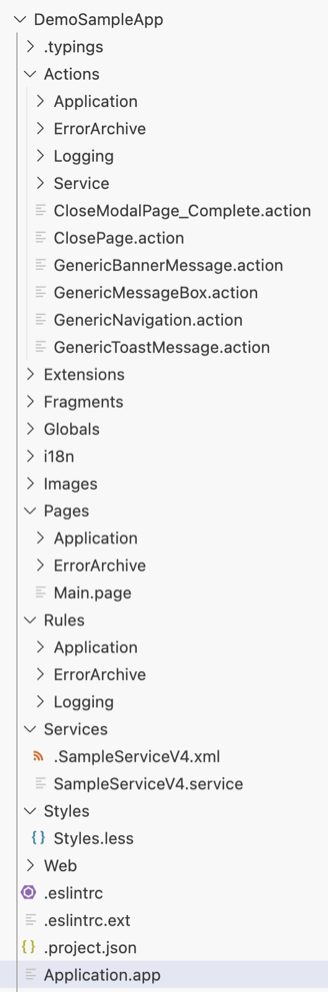 DemoSampleApp
.typings
Actions
Application
ErrorArchive
Logging
Service
CloseModalPage_Complete.action
ClosePage.action
GenericBannerMessage.action
GenericMessageBox.action
GenericNavigation.action
GenericToastMessage.action
Extensions
Fragments
Globals
i18n
Images
Pages
Application
ErrorArchive
Main.page
Rules
Application
ErrorArchive
Logging
Services
.SampleServiceV4.xml
SampleServiceV4.service
Styles
Styles.less
Web
.eslintrc
.eslintrc.ext
.project.json
Application.app